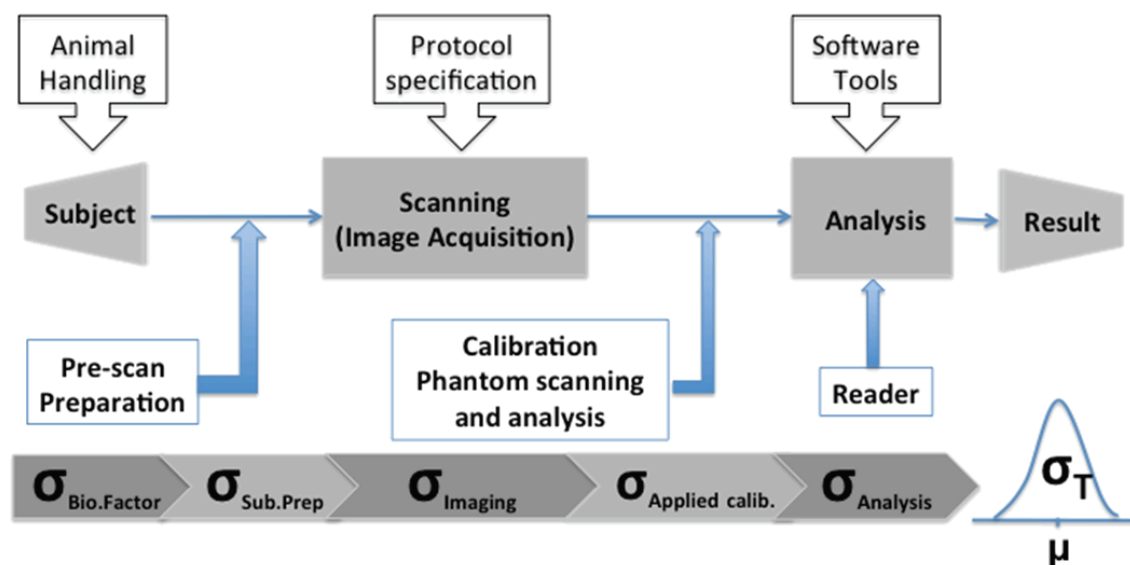 Animal
Handling
Protocol
specification
Software
Tools
Subject
Scanning
(Image Acquisition)
Analysis
Result
Pre-scan
Preparation
Calibration
Phantom scanning
and analysis
Reader
σBio.Factor
σSub.Prep
σImaging
σApplied calib.
σAnalysis
σT
μ